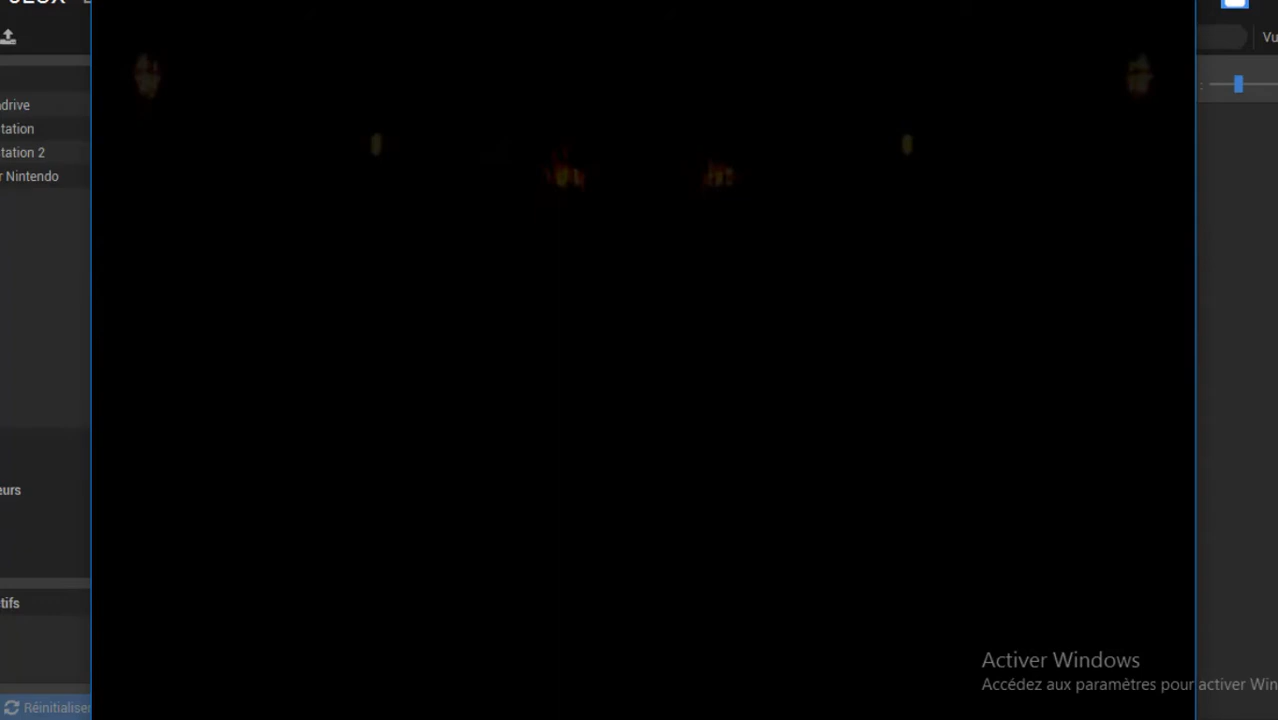 drive
tation
tation 2
r Nintendo
Vu
:
eurs
tifs
Réinitialiser
Activer Windows
Accédez aux paramètres pour activer Win